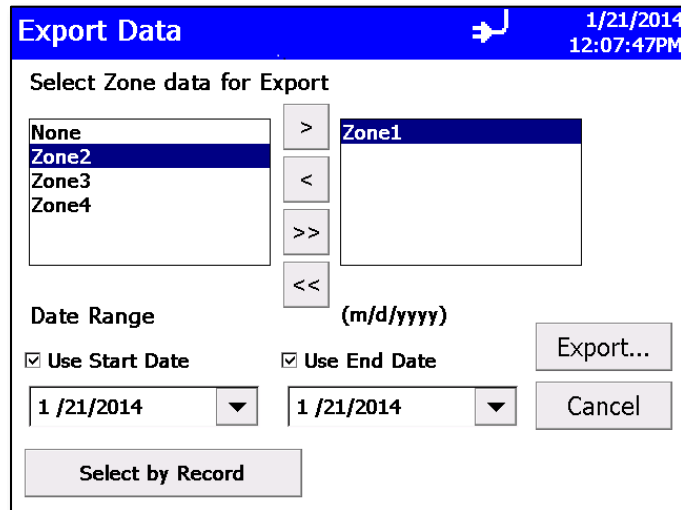 Export Data
1/21/2014
12:07:47PM
Select Zone data for Export
None
Zone2
Zone3
Zone4
>
<
>>
<<
Zone1
Date Range
(m/d/yyyy)
Use Start Date
Use End Date
1 /21/2014
1 /21/2014
Export...
Cancel
Select by Record